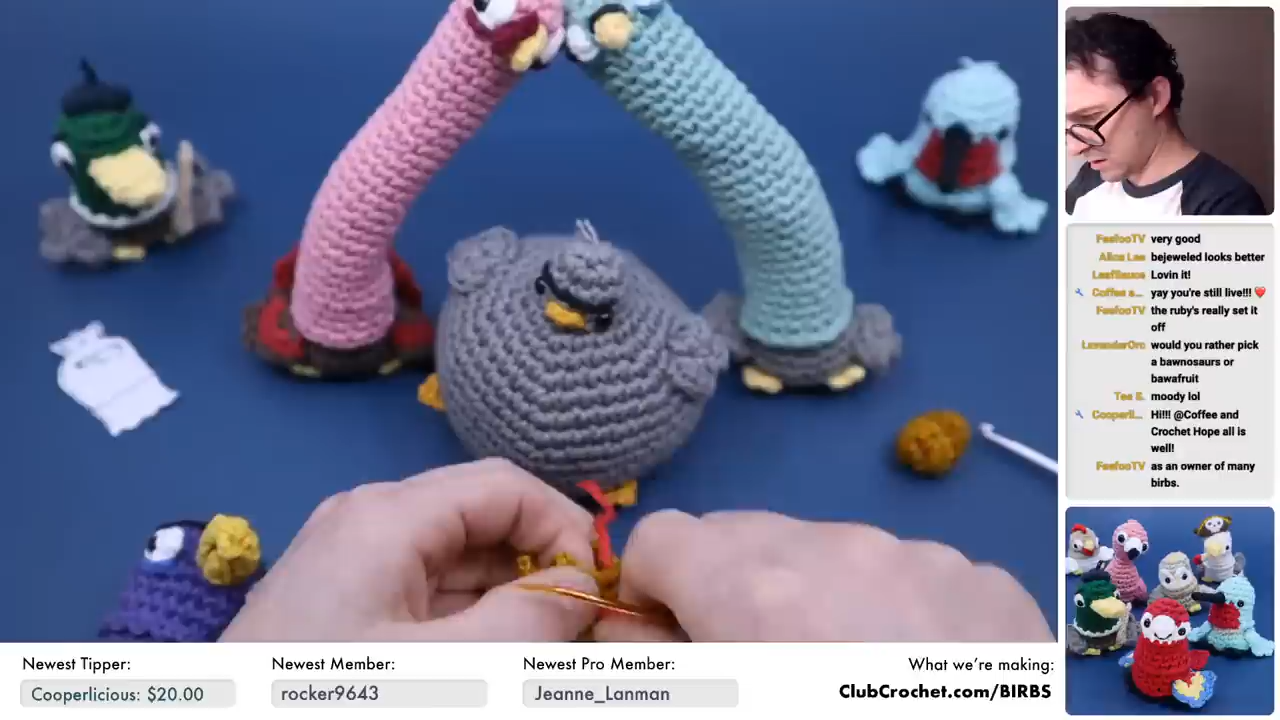 FeefooTV very good
Alica Lee bejeweled looks better
LeafSauce Lovin it!
Coffee a... yay you're still live!!! ❤️
FeefooTV the ruby's really set it
off
LavenderOro would you rather pick
a bawnosaurs or
bawafruit
Tea S. moody lol
Cooperli... Hi!!! @Coffee and
Crochet Hope all is
well!
FeefooTV as an owner of many
birbs.
Newest Tipper:
Cooperlicious: $20.00
Newest Member:
rocker9643
Newest Pro Member:
Jeanne_Lanman
What we're making:
ClubCrochet.com/BIRBS